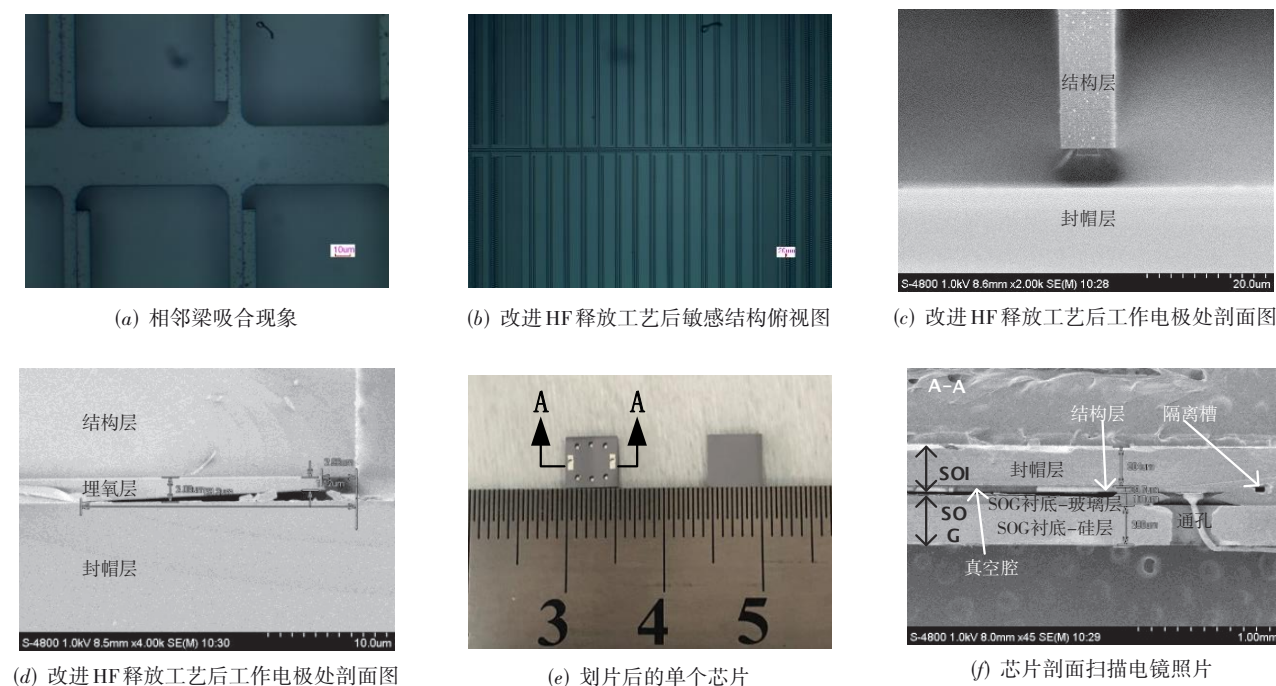 10um
20um
结构层
封帽层
S-4800 1.0kV 8.6mm x2.00k SE(M) 10:28
20.0um
(a) 相邻梁吸合现象
(b) 改进HF释放工艺后敏感结构俯视图
(c) 改进HF释放工艺后工作电极处剖面图
结构层
埋氧层
封帽层
S-4800 1.0kV 8.5mm x4.00k SE(M) 10:30
10.0um
A A
3 4 5
A-A
结构层
隔离槽
SOI
封帽层
SOG衬底-玻璃层
SO
G
SOG衬底-硅层
通孔
真空腔
S-4800 1.0kV 8.0mm x45 SE(M) 10:29
1.00mm
(d) 改进HF释放工艺后工作电极处剖面图
(e) 划片后的单个芯片
(f) 芯片剖面扫描电镜照片